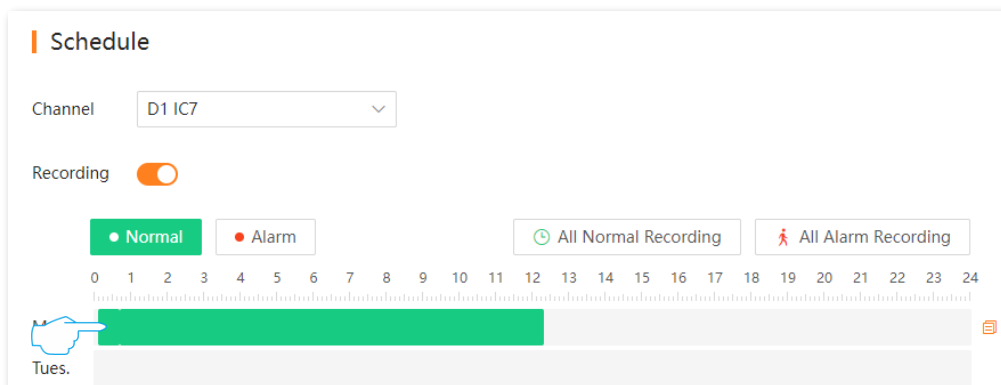 Schedule
Channel D1 IC7
Recording
Normal Alarm All Normal Recording All Alarm Recording
0 1 2 3 4 5 6 7 8 9 10 11 12 13 14 15 16 17 18 19 20 21 22 23 24
Tues.